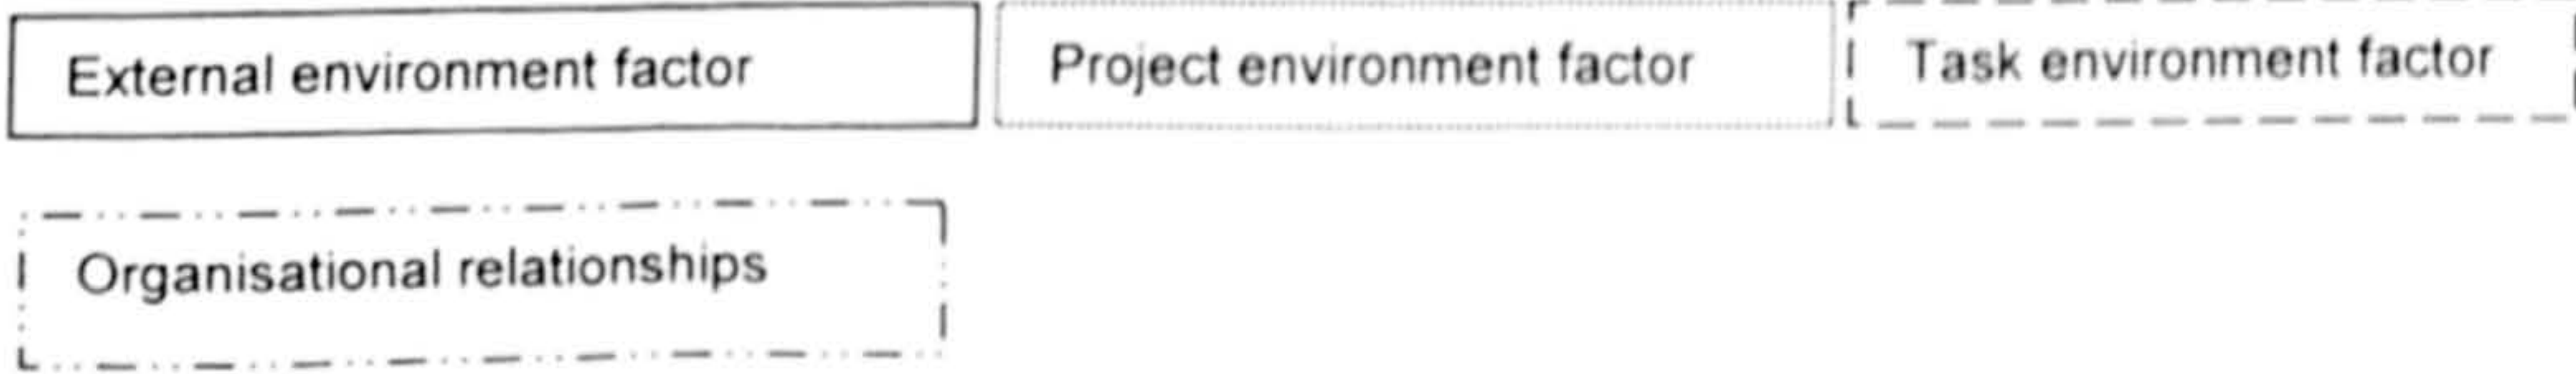 External environment factor
Project environment factor
Task environment factor
Organisational relationships